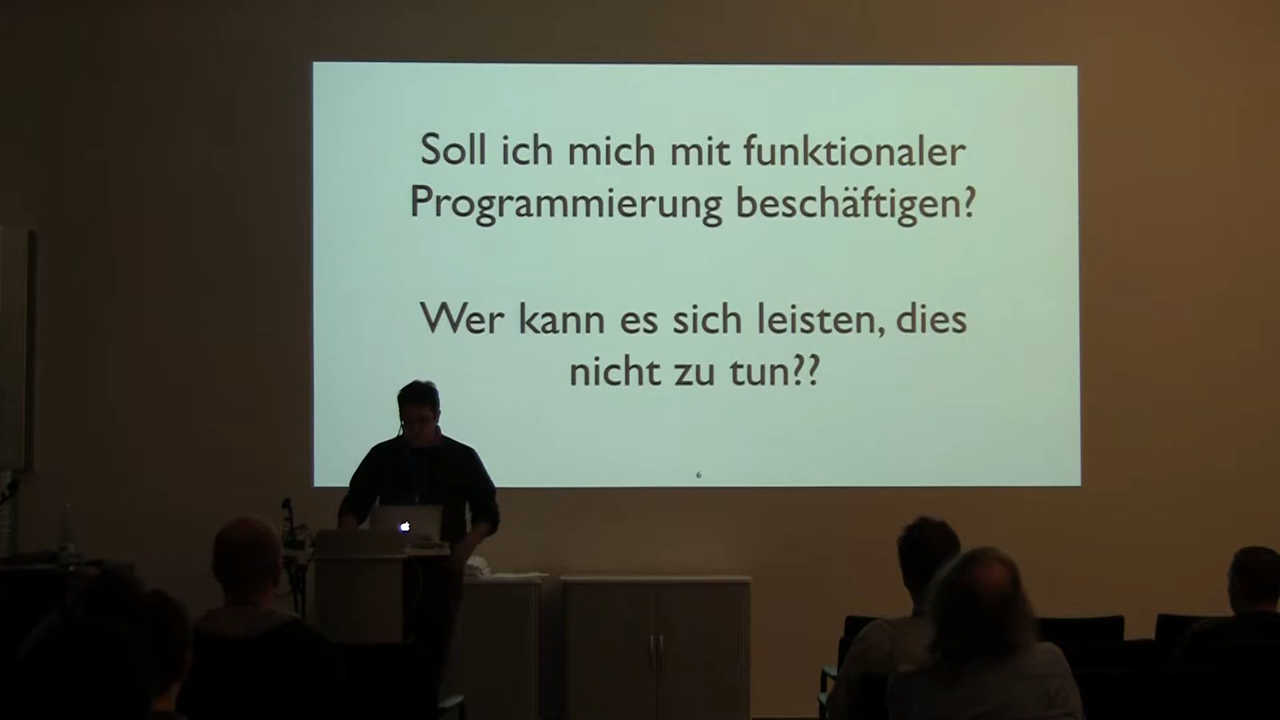 Soll ich mich mit funktionaler
Programmierung beschäftigen?
Wer kann es sich leisten, dies
nicht zu tun??
6